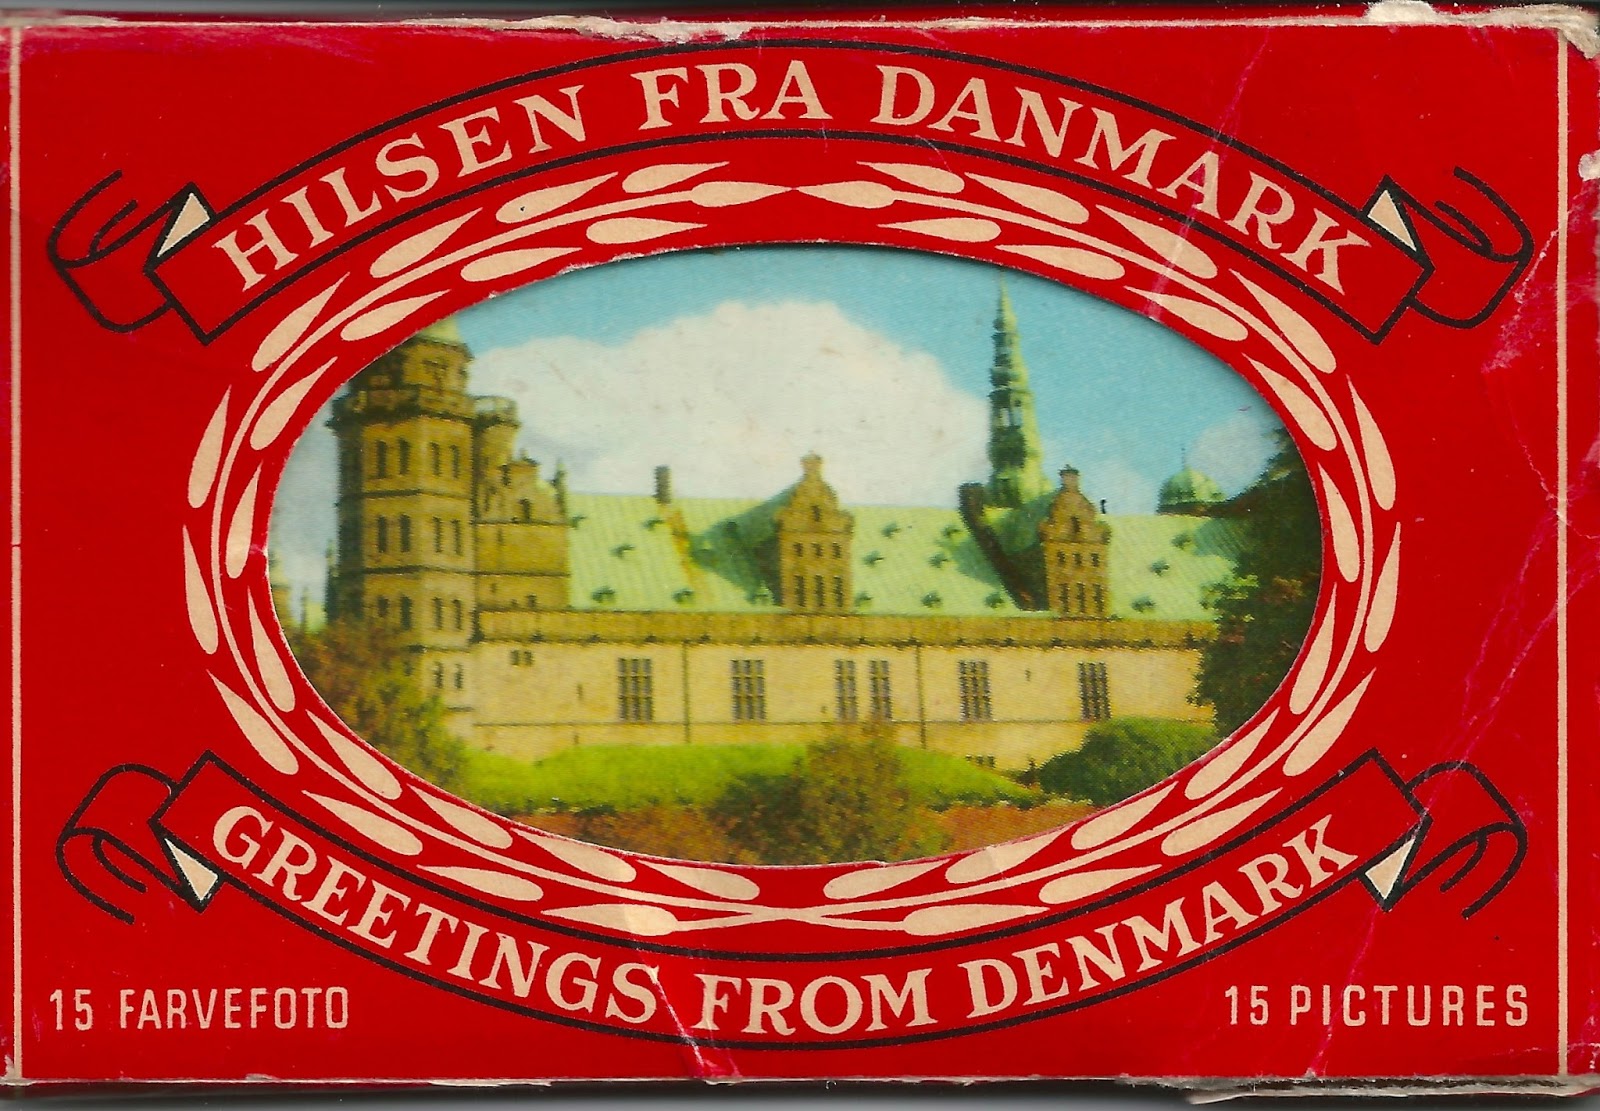 HILSEN FRA DANMARK
GREETINGS FROM DENMARK
15 FARVEFOTO
15 PICTURES